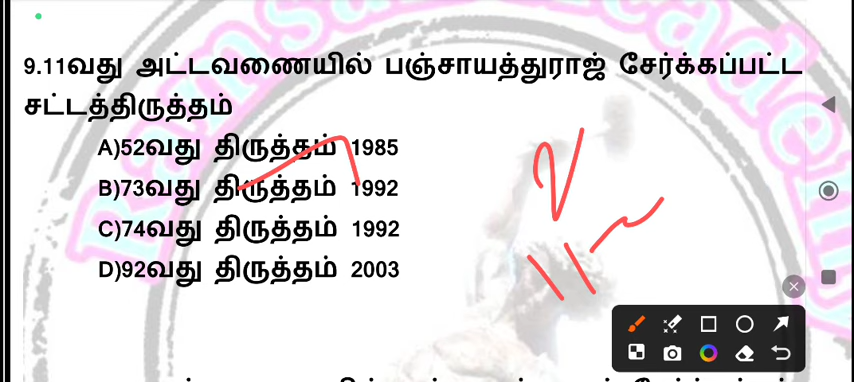 9.11வது அட்டவணையில் பஞ்சாயத்துராஜ் சேர்க்கப்பட்ட
சட்டத்திருத்தம்
A)52வது திருத்தம் 1985
B)73வது திருத்தம் 1992
C)74வது திருத்தம் 1992
D)92வது திருத்தம் 2003